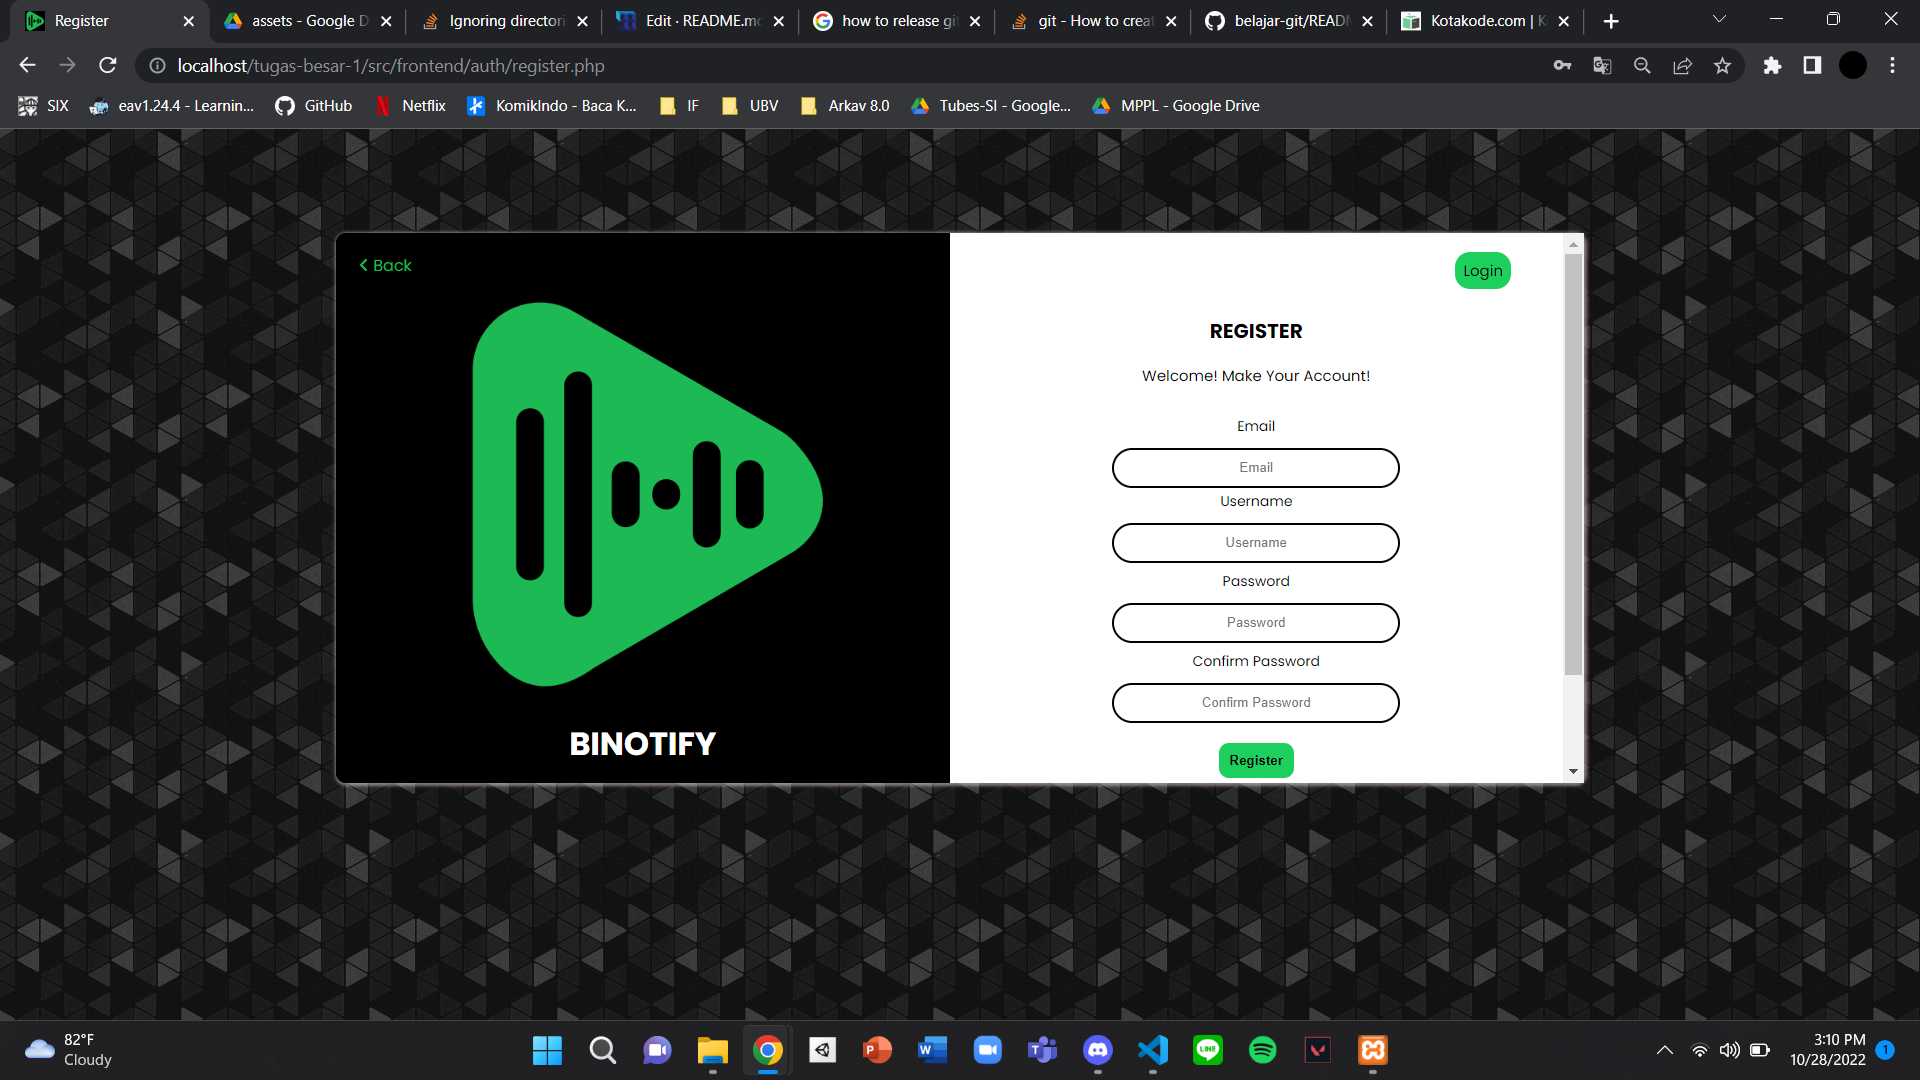 Register
assets - Google D
Ignoring directori
Edit · README.mc
how to release gi
git - How to creat
belajar-git/READ
Kotakode.com | K
localhost/tugas-besar-1/src/frontend/auth/register.php
SIX
eav1.24.4 - Learnin...
GitHub
Netflix
KomikIndo - Baca K...
IF
UBV
Arkav 8.0
Tubes-SI - Google...
MPPL - Google Drive
Back
BINOTIFY
Login
REGISTER
Welcome! Make Your Account!
Email
Email
Username
Username
Password
Password
Confirm Password
Confirm Password
Register
82°F
Cloudy
LINE
3:10 PM
10/28/2022
1